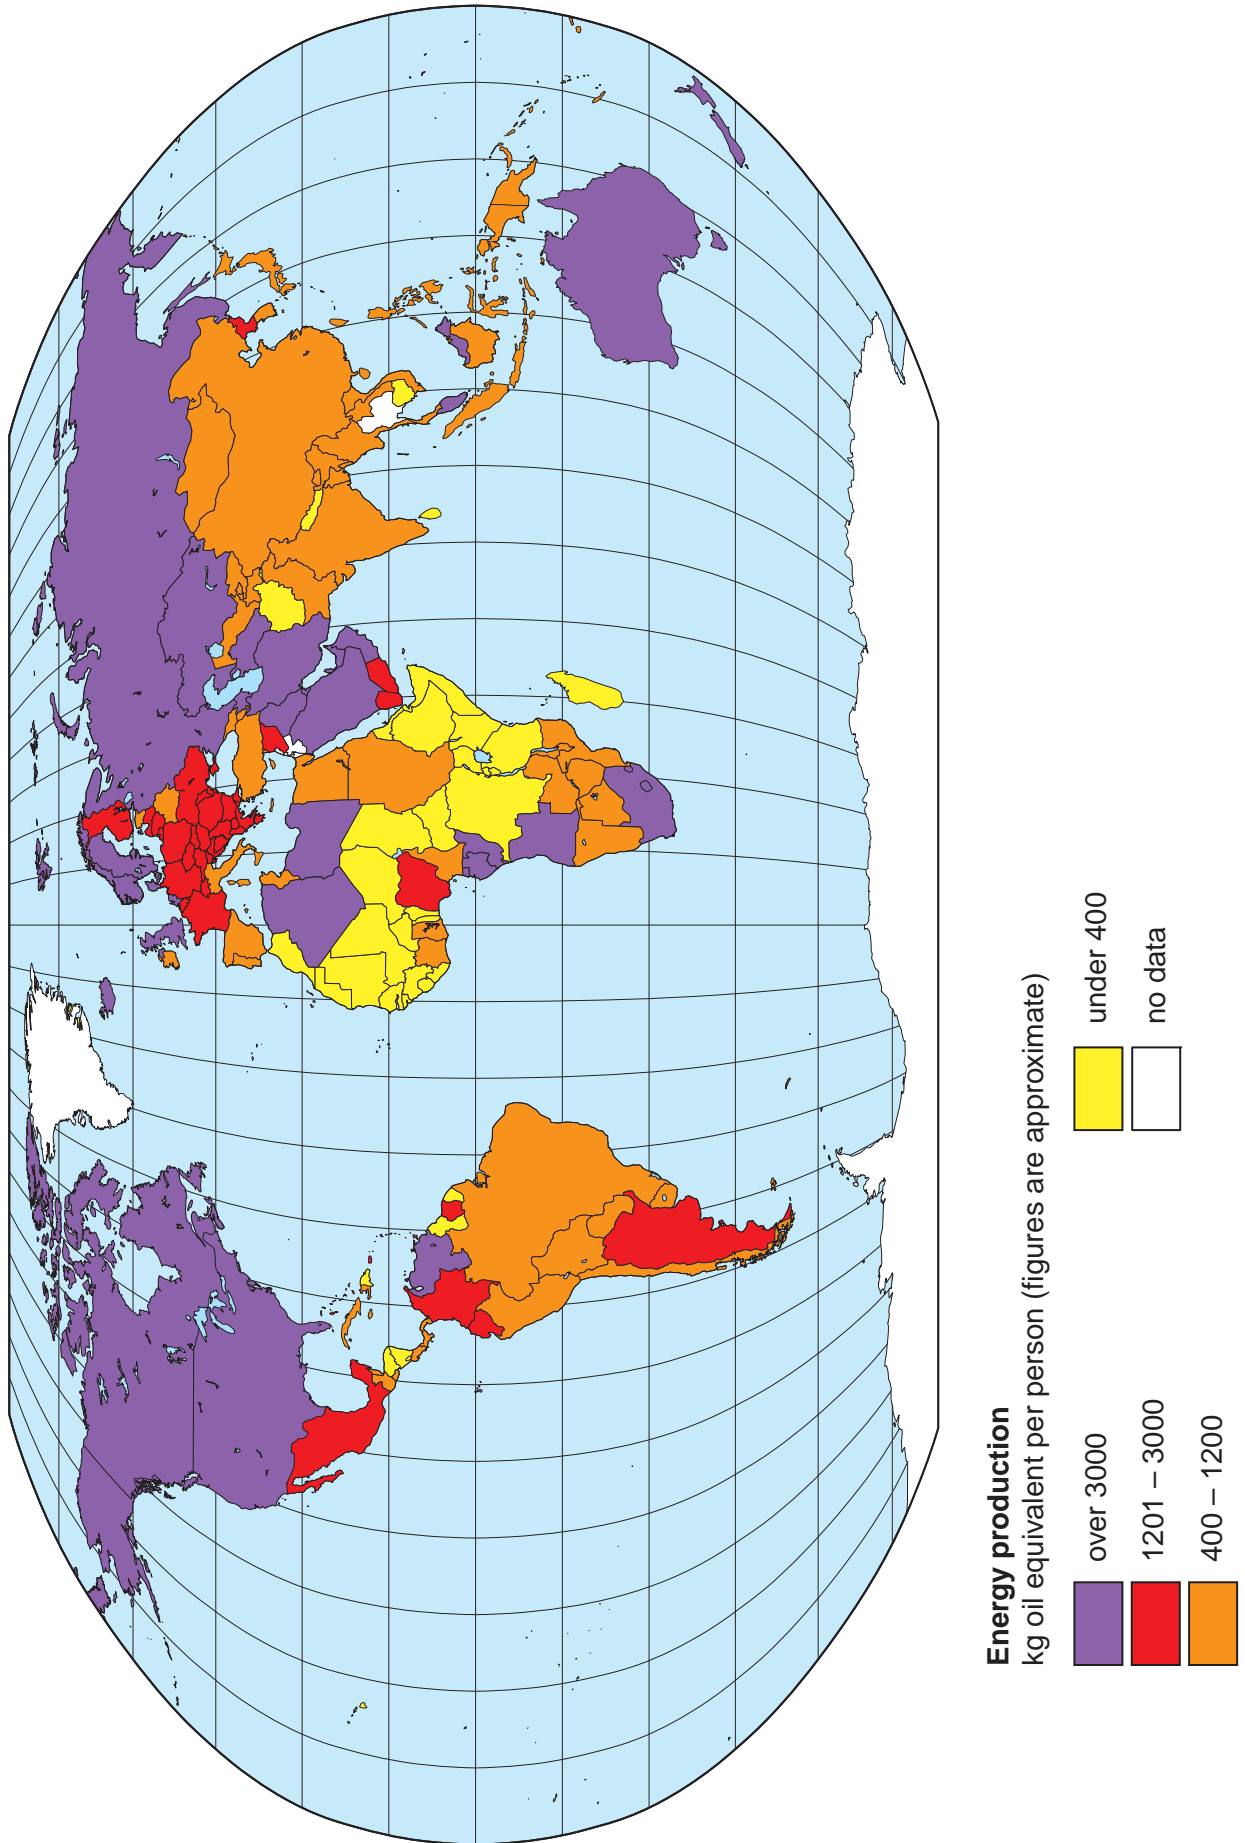 Energy production
kg oil equivalent per person (figures are approximate)
over 3000
1201 – 3000
400 – 1200
under 400
no data